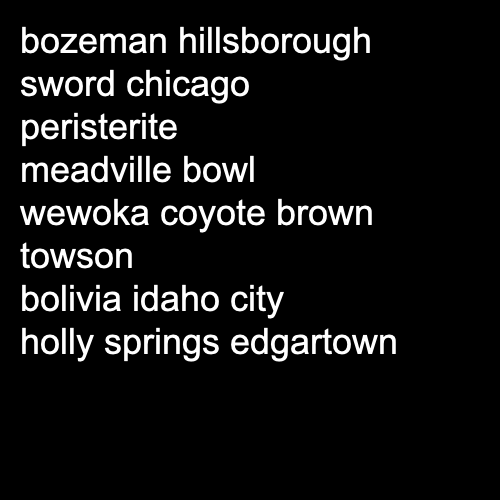 bozeman hillsborough
sword chicago
peristerite
meadville bowl
wewoka coyote brown
towson
bolivia idaho city
holly springs edgartown